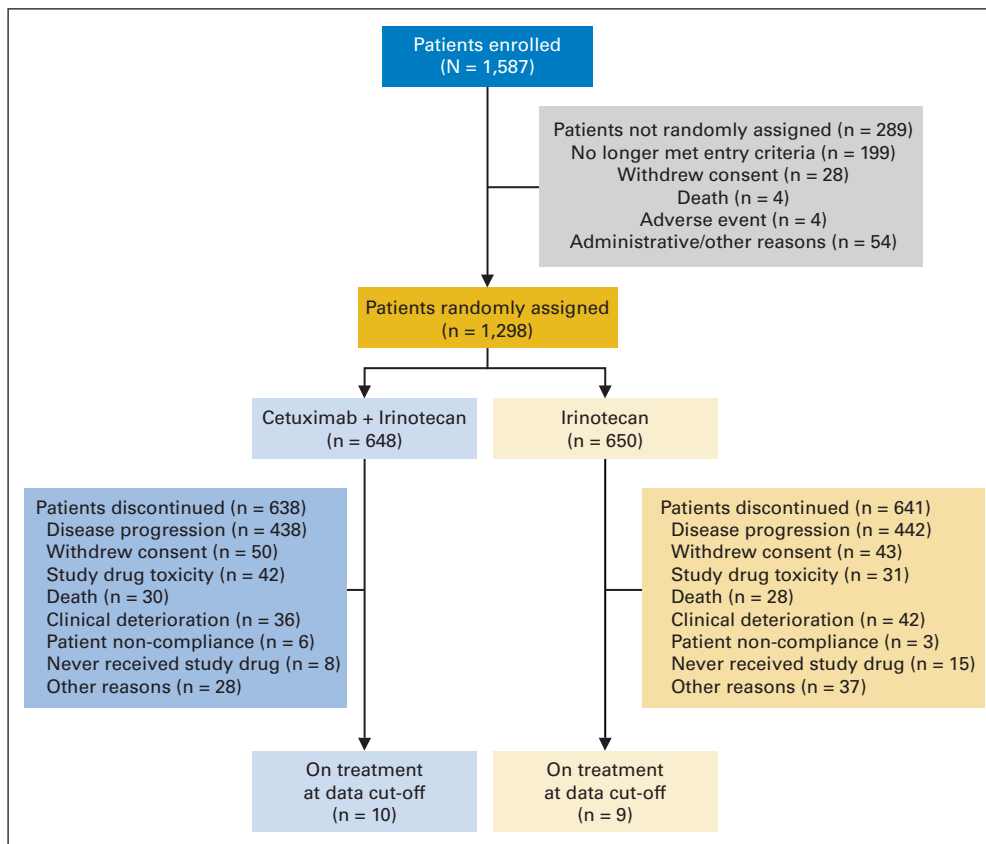 Patients enrolled
(N = 1,587)
Patients not randomly assigned (n = 289)
No longer met entry criteria (n = 199)
Withdrew consent (n = 28)
Death (n = 4)
Adverse event (n = 4)
Administrative/other reasons (n = 54)
Patients randomly assigned
(n = 1,298)
Cetuximab + Irinotecan
(n = 648)
Irinotecan
(n = 650)
Patients discontinued (n = 638)
Disease progression (n = 438)
Withdrew consent (n = 50)
Study drug toxicity (n = 42)
Death (n = 30)
Clinical deterioration (n = 36)
Patient non-compliance (n = 6)
Never received study drug (n = 8)
Other reasons (n = 28)
Patients discontinued (n = 641)
Disease progression (n = 442)
Withdrew consent (n = 43)
Study drug toxicity (n = 31)
Death (n = 28)
Clinical deterioration (n = 42)
Patient non-compliance (n = 3)
Never received study drug (n = 15)
Other reasons (n = 37)
On treatment
at data cut-off
(n = 10)
On treatment
at data cut-off
(n = 9)